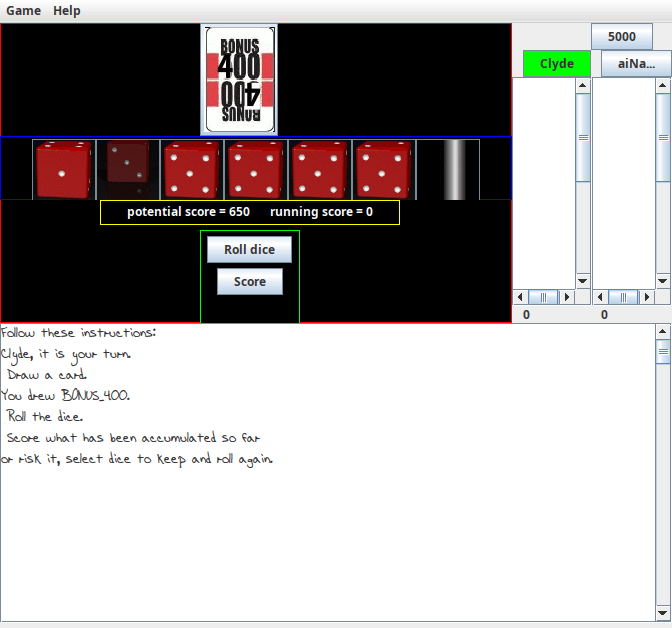 Game Help
BONUS
400
400
BONUS
5000
Clyde aiNa...
potential score = 650 running score = 0
Roll dice
Score
0 0
Follow these instructions:
Clyde, it is your turn.
Draw a card.
You drew BONUS_400.
Roll the dice.
Score what has been accumulated so far
or risk it, select dice to keep and roll again.